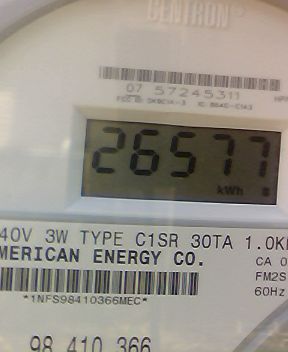 CENTRON
07 57245311
26577
kWh
40V 3W TYPE C1SR 30TA 1.0K
MERICAN ENERGY CO.
CA 0
FM2S
60Hz
*1NFS98410366MEC*
98 410 366